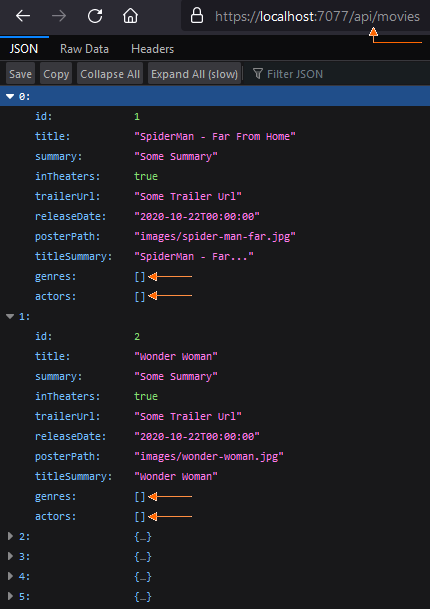 https://localhost:7077/api/movies
JSON Raw Data Headers
Save Copy Collapse All Expand All (slow) Filter JSON
0:
id: 1
title: "SpiderMan - Far From Home"
summary: "Some Summary"
inTheaters: true
trailerUrl: "Some Trailer Url"
releaseDate: "2020-10-22T00:00:00"
posterPath: "images/spider-man-far.jpg"
titleSummary: "SpiderMan - Far..."
genres: []
actors: []
1:
id: 2
title: "Wonder Woman"
summary: "Some Summary"
inTheaters: true
trailerUrl: "Some Trailer Url"
releaseDate: "2020-10-22T00:00:00"
posterPath: "images/wonder-woman.jpg"
titleSummary: "Wonder Woman"
genres: []
actors: []
2: {…}
3: {…}
4: {…}
5: {…}